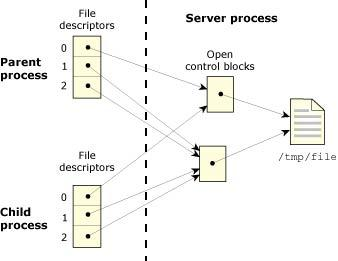 File
descriptors
Server process
Parent
process
0
1
2
Open
control blocks
/tmp/file
File
descriptors
Child
process
0
1
2